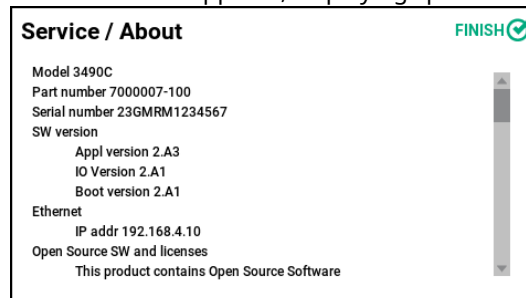 Service / About
FINISH
Model 3490C
Part number 7000007-100
Serial number 23GMRM1234567
SW version
Appl version 2.A3
IO Version 2.A1
Boot version 2.A1
Ethernet
IP addr 192.168.4.10
Open Source SW and licenses
This product contains Open Source Software